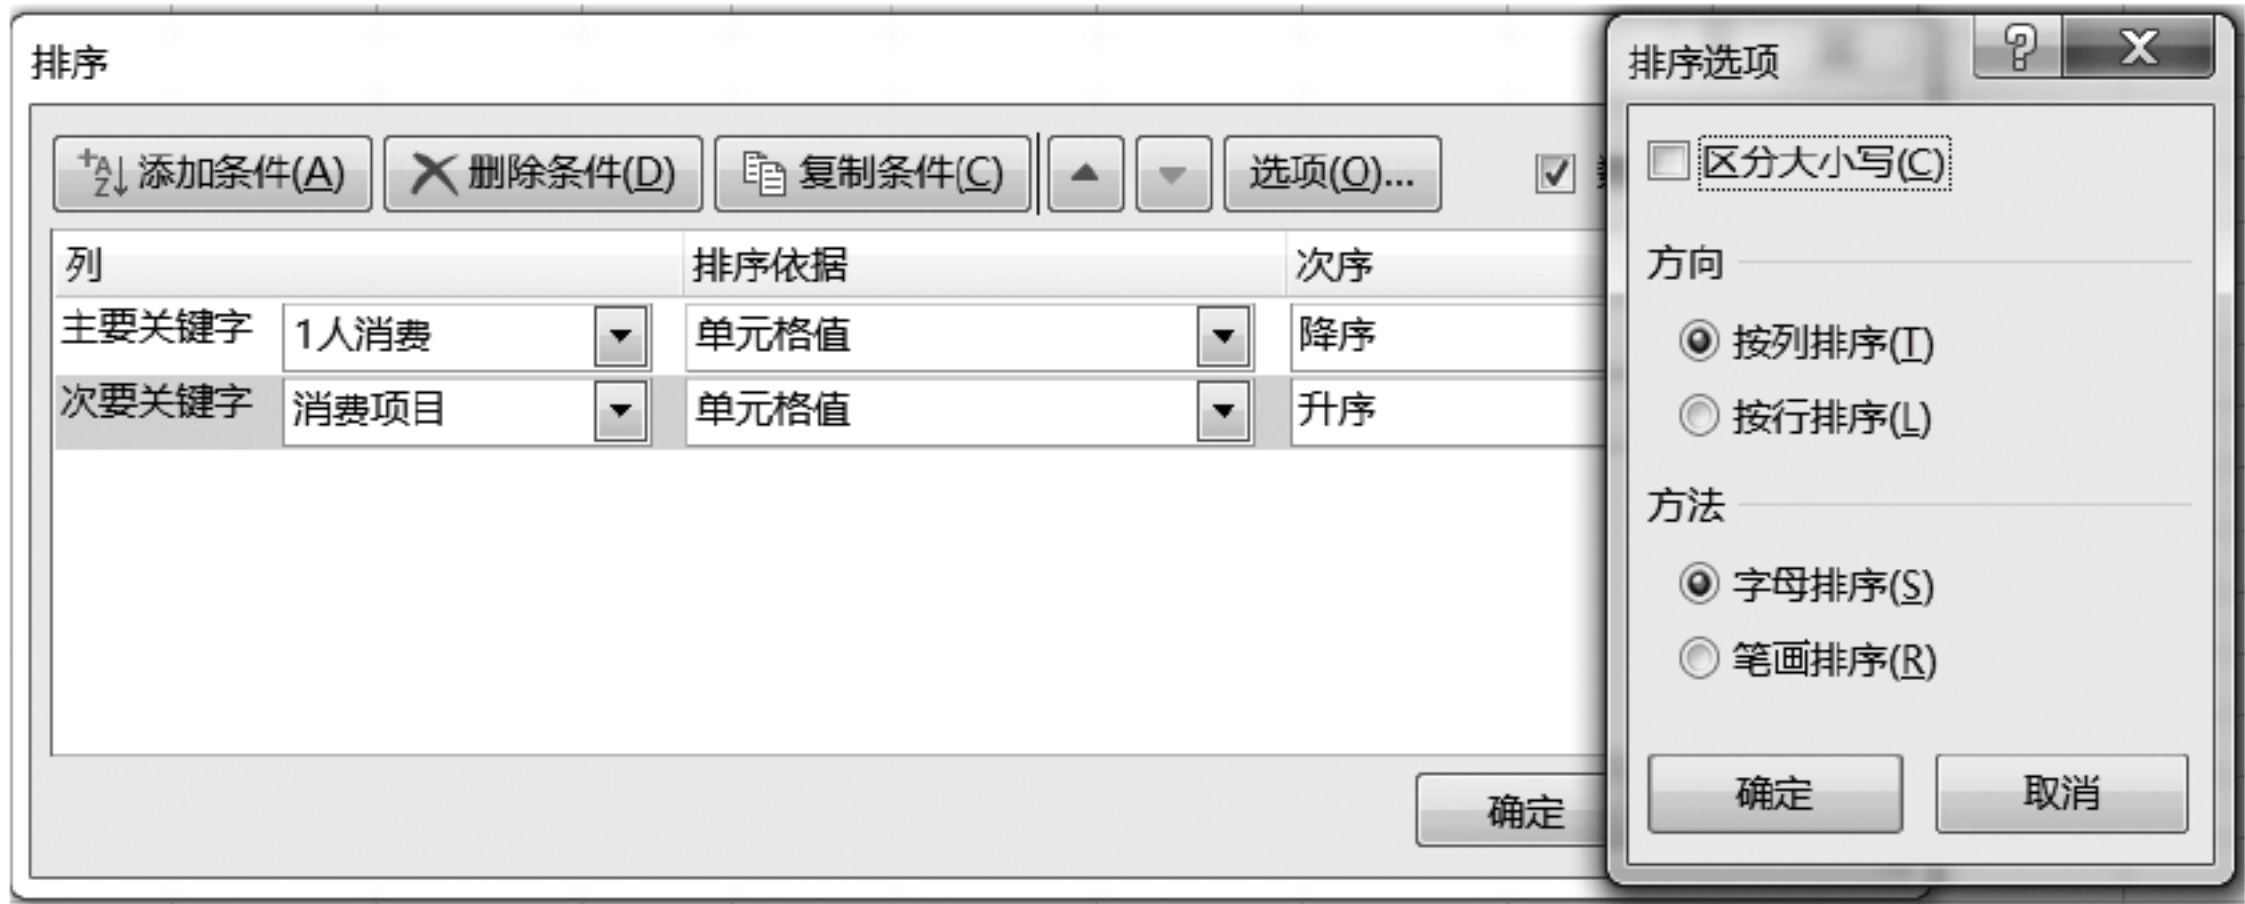 排序
添加条件(A) 删除条件(D) 复制条件(C) 选项(O)...
列 排序依据 次序
主要关键字 1人消费 单元格值 降序
次要关键字 消费项目 单元格值 升序
确定
排序选项
区分大小写(C)
方向
按列排序(T)
按行排序(L)
方法
字母排序(S)
笔画排序(R)
确定 取消